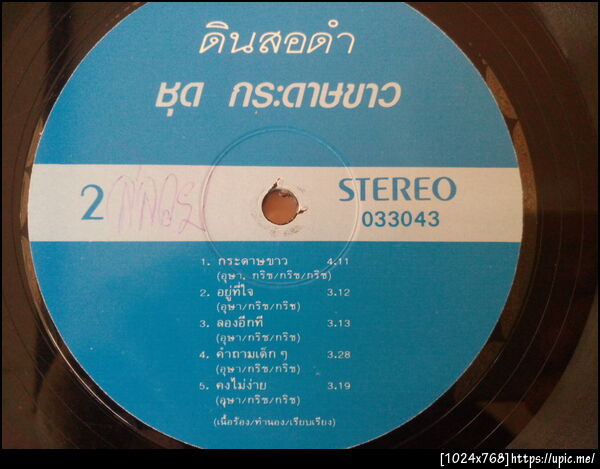 ดินสอดำ
ชุด กระดาษขาว
2 STEREO
033043
1. กระดาษขาว 4.11
(อุษา, กริช/กริช/กริช)
2. อยู่ที่ใจ 3.12
(อุษา/กริช/กริช)
3. ลองอีกที 3.13
(อุษา/กริช/กริช)
4. คำถามเด็ก ๆ 3.28
(อุษา/กริช/กริช)
5. คงไม่ง่าย 3.19
(อุษา/กริช/กริช)
(เนื้อร้อง/ทำนอง/เรียบเรียง)
[1024x768]https://upic.me/